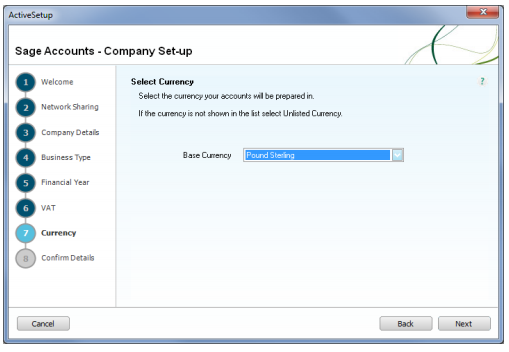 ActiveSetup
Sage Accounts - Company Set-up
1 Welcome
2 Network Sharing
3 Company Details
4 Business Type
5 Financial Year
6 VAT
7 Currency
8 Confirm Details
Select Currency ?
Select the currency your accounts will be prepared in.
If the currency is not shown in the list select Unlisted Currency.
Base Currency Pound Sterling
Cancel Back Next